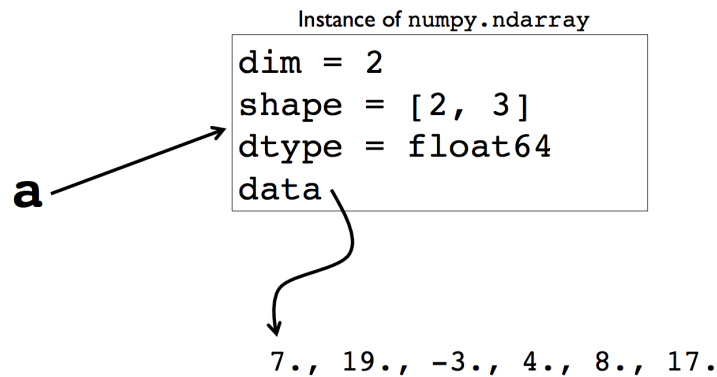 Instance of numpy.ndarray
dim = 2
shape = [2, 3]
dtype = float64
data
a
7., 19., -3., 4., 8., 17.